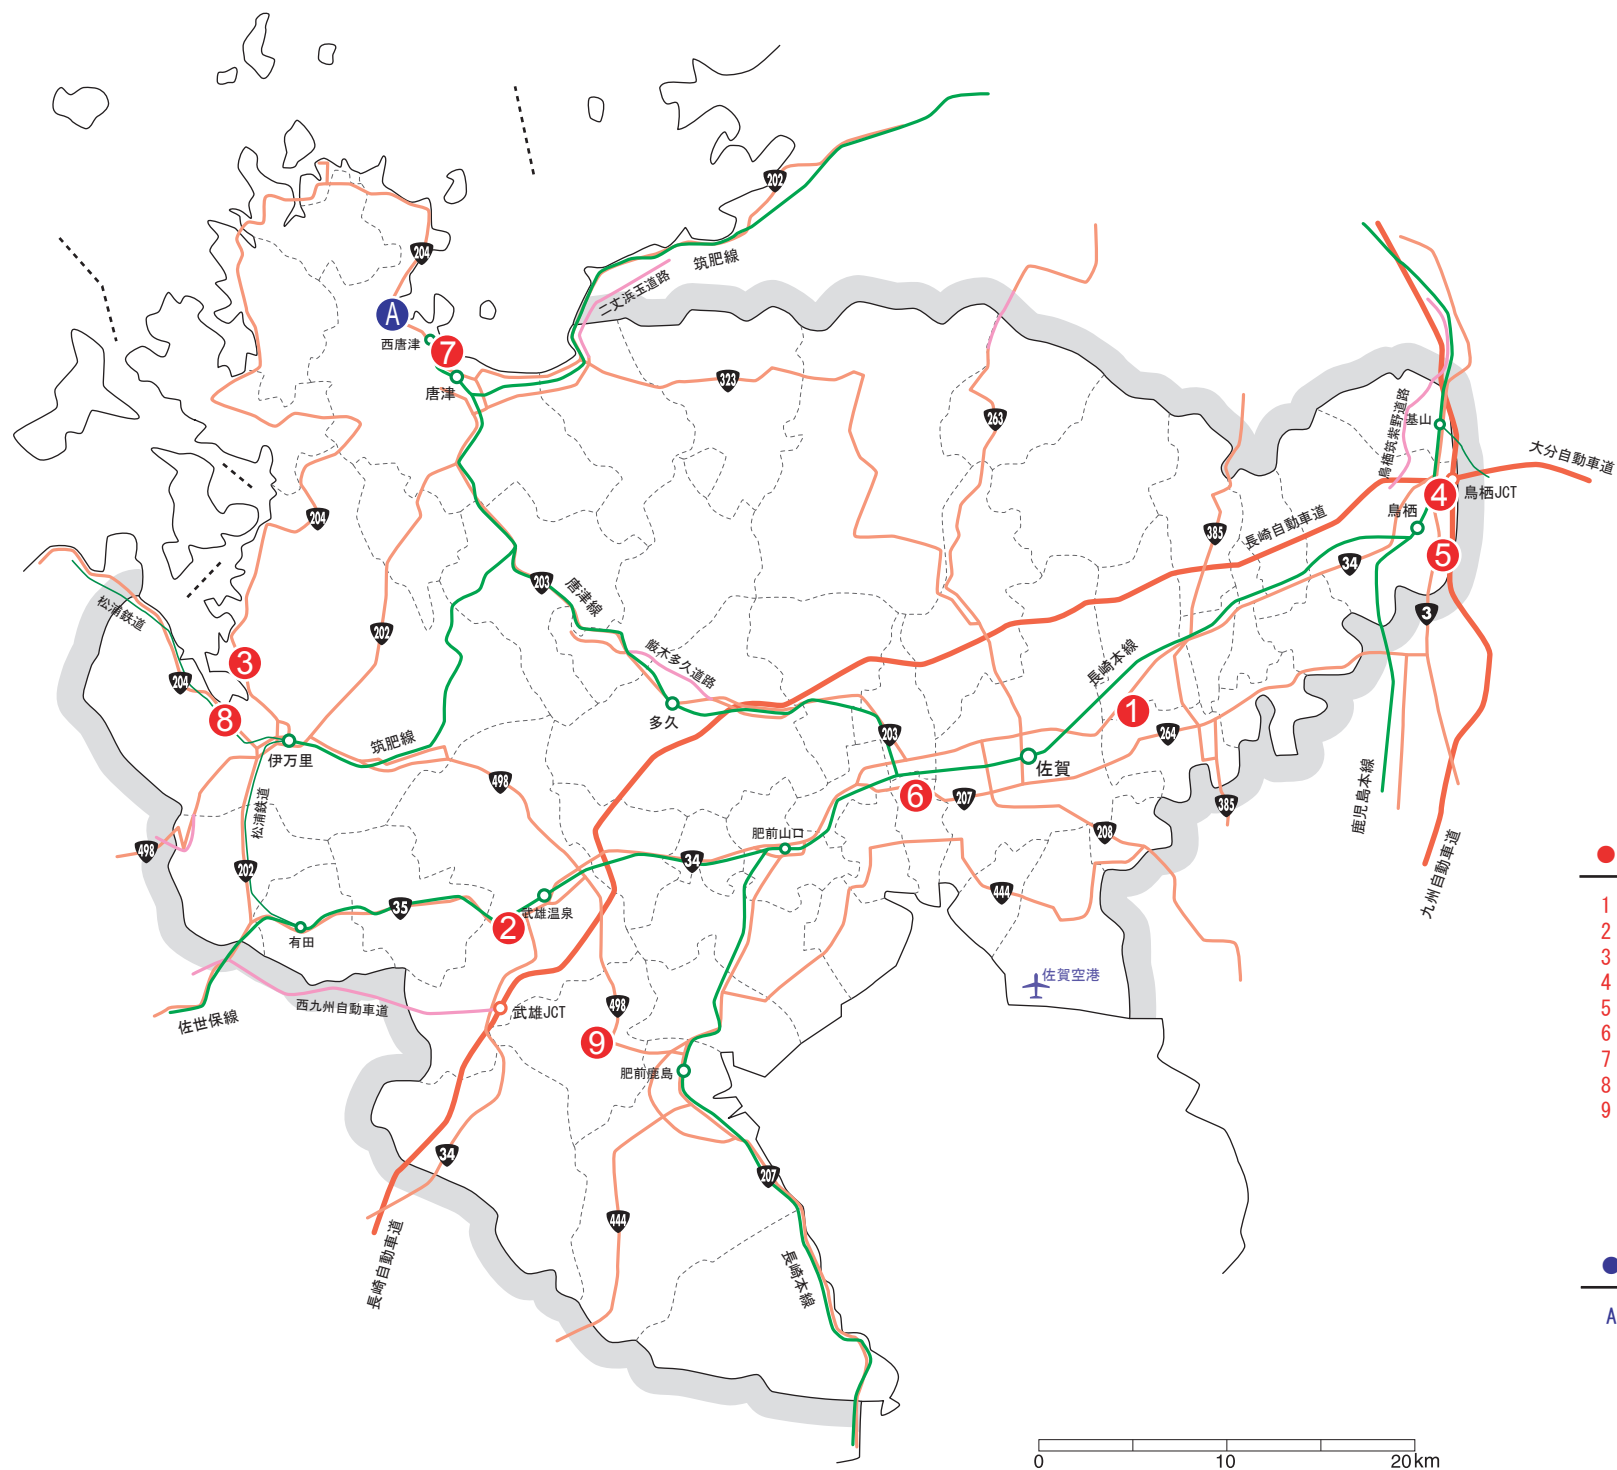 202
204
筑肥線
二丈浜玉道路
A
西唐津
7
唐津
323
263
鳥栖筑紫野道路
基山
大分自動車道
4
鳥栖JCT
鳥栖
204
385
長崎自動車道
34
5
203
唐津線
松浦鉄道
202
3
3
204
厳木多久道路
長崎本線
8
多久
1
264
203
筑肥線
伊万里
佐賀
498
6
207
385
鹿児島本線
松浦鉄道
498
肥前山口
208
34
202
九州自動車道
35
武雄温泉
444
2
有田
佐賀空港
西九州自動車道
498
武雄JCT
佐世保線
9
肥前鹿島
34
207
444
長崎自動車道
長崎本線
0 10 20km
1
2
3
4
5
6
7
8
9
A